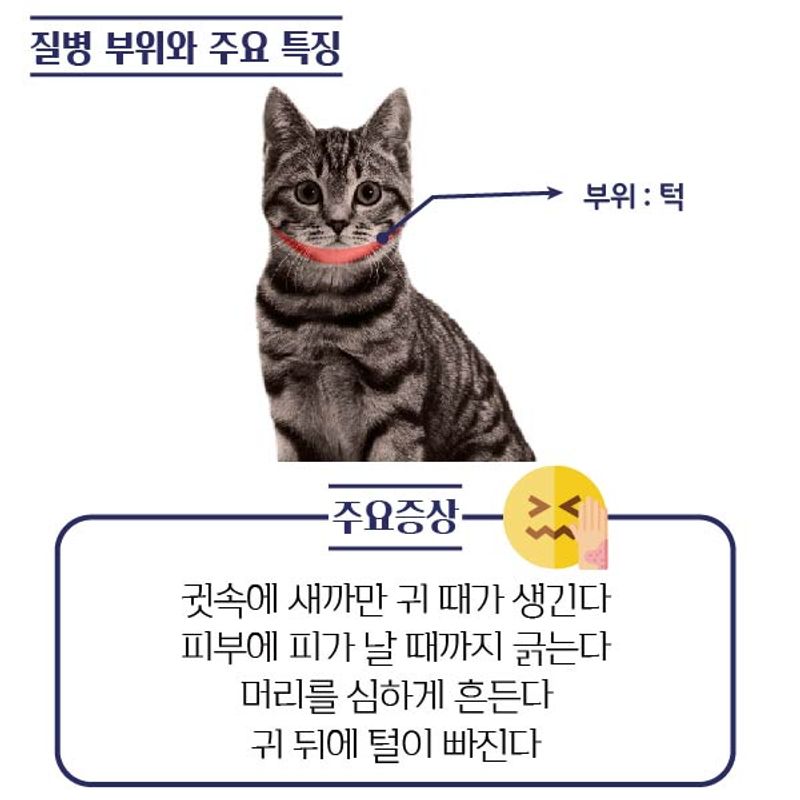 질병 부위와 주요 특징
부위 : 턱
주요증상
귓속에 새까만 귀 때가 생긴다
피부에 피가 날 때까지 긁는다
머리를 심하게 흔든다
귀 뒤에 털이 빠진다